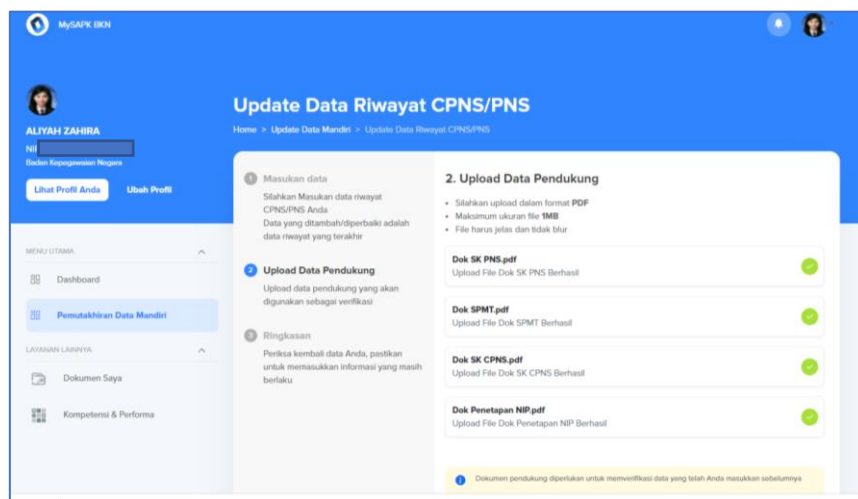 MySAPK BKN
ALIYAH ZAHIRA
NIP
Badan Kepegawaian Negara
Lihat Profil Anda
Ubah Profil
MENU UTAMA
Dashboard
Pemutakhiran Data Mandiri
LAYANAN LAINNYA
Dokumen Saya
Kompetensi & Performa
Update Data Riwayat CPNS/PNS
Home > Update Data Mandiri > Update Data Riwayat CPNS/PNS
1 Masukan data
Silahkan Masukan data riwayat
CPNS/PNS Anda
Data yang ditambah/diperbaiki adalah
data riwayat yang terakhir
2 Upload Data Pendukung
Upload data pendukung yang akan
digunakan sebagai verifikasi
3 Ringkasan
Periksa kembali data Anda, pastikan
untuk memasukkan informasi yang masih
berlaku
2. Upload Data Pendukung
• Silahkan upload dalam format PDF
• Maksimum ukuran file 1MB
• File harus jelas dan tidak blur
Dok SK PNS.pdf
Upload File Dok SK PNS Berhasil
Dok SPMT.pdf
Upload File Dok SPMT Berhasil
Dok SK CPNS.pdf
Upload File Dok SK CPNS Berhasil
Dok Penetapan NIP.pdf
Upload File Dok Penetapan NIP Berhasil
Dokumen pendukung diperlukan untuk memverifikasi data yang telah Anda masukkan sebelumnya